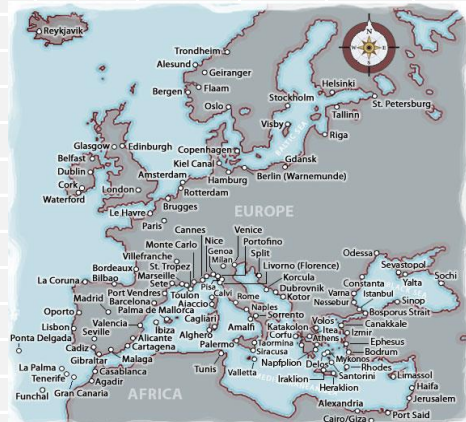 N
W E
S
Reykjavik
Trondheim
Alesund
Geiranger
Flaam
Bergen
Oslo
Helsinki
Stockholm
St. Petersburg
Tallinn
Visby
Riga
BALTIC SEA
Glasgow
Edinburgh
Copenhagen
Belfast
Kiel Canal
Gdansk
Dublin
Amsterdam
Hamburg
Berlin (Warnemunde)
Cork
London
Rotterdam
Waterford
Brugges
Le Havre
EUROPE
Paris
Cannes
Nice
Venice
Monte Carlo
Genoa
Portofino
Villefranche
Milan
Split
Odessa
St. Tropez
Livorno (Florence)
Sevastopol
Bordeaux
Marseille
Korcula
Yalta
Sochi
La Coruna
Bilbao
Sete
Pisa
Dubrovnik
Constanta
Port Vendres
Toulon
Calvi
Rome
Kotor
Varna
Istanbul
Madrid
Barcelona
Ajaccio
Naples
Nessabur
Sinop
Oporto
Palma de Mallorca
Sorrento
Bosporus Strait
Valencia
Cagliari
Katakolon
Volos
Canakkale
Lisbon
Seville
Ibiza
Alghero
Amalfi
Corfu
Itea
Izmir
Ponta Delgada
Cadiz
Alicante
Palermo
Taormina
Athens
Ephesus
Cartagena
Siracusa
Mykonos
Bodrum
Gibraltar
Malaga
Tunis
Napfplion
Delos
Rhodes
La Palma
Casablanca
Valletta
Santorini
Limassol
Tenerife
Agadir
Iraklion
Heraklion
Haifa
Funchal
Gran Canaria
AFRICA
Alexandria
Jerusalem
Cairo/Giza
Port Said